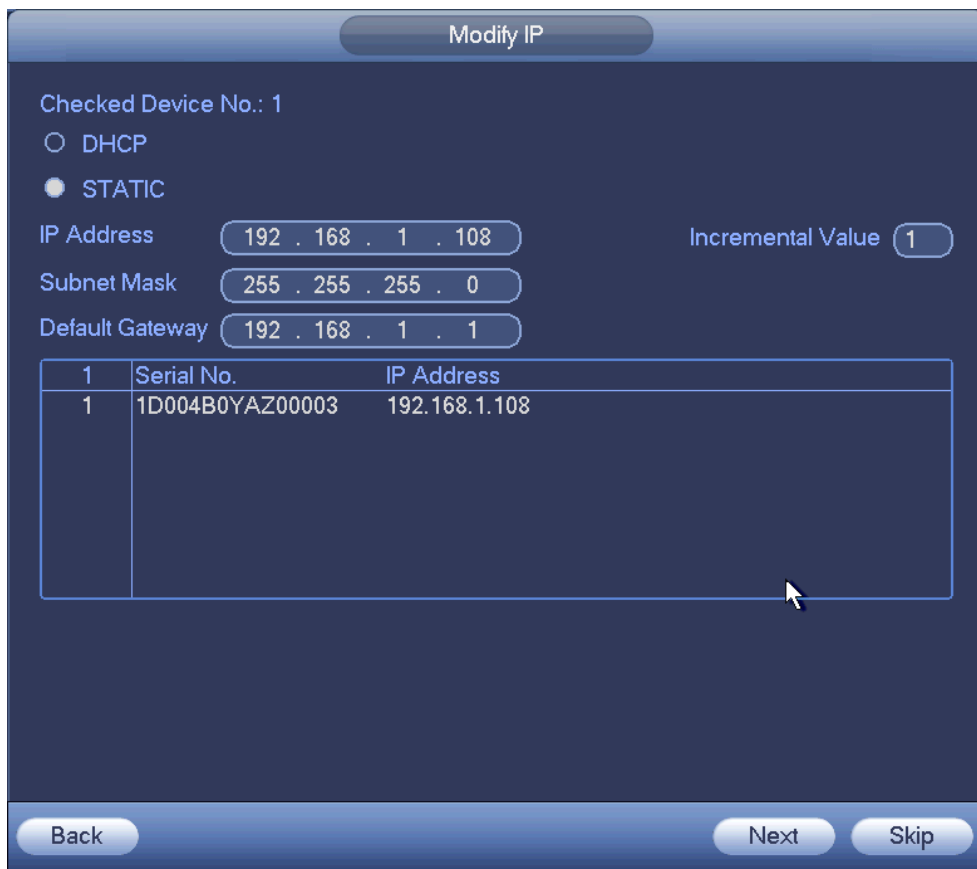 Modify IP
Checked Device No.: 1
DHCP
STATIC
IP Address 192 . 168 . 1 . 108 Incremental Value 1
Subnet Mask 255 . 255 . 255 . 0
Default Gateway 192 . 168 . 1 . 1
1 Serial No. IP Address
1 1D004B0YAZ00003 192.168.1.108
Back Next Skip